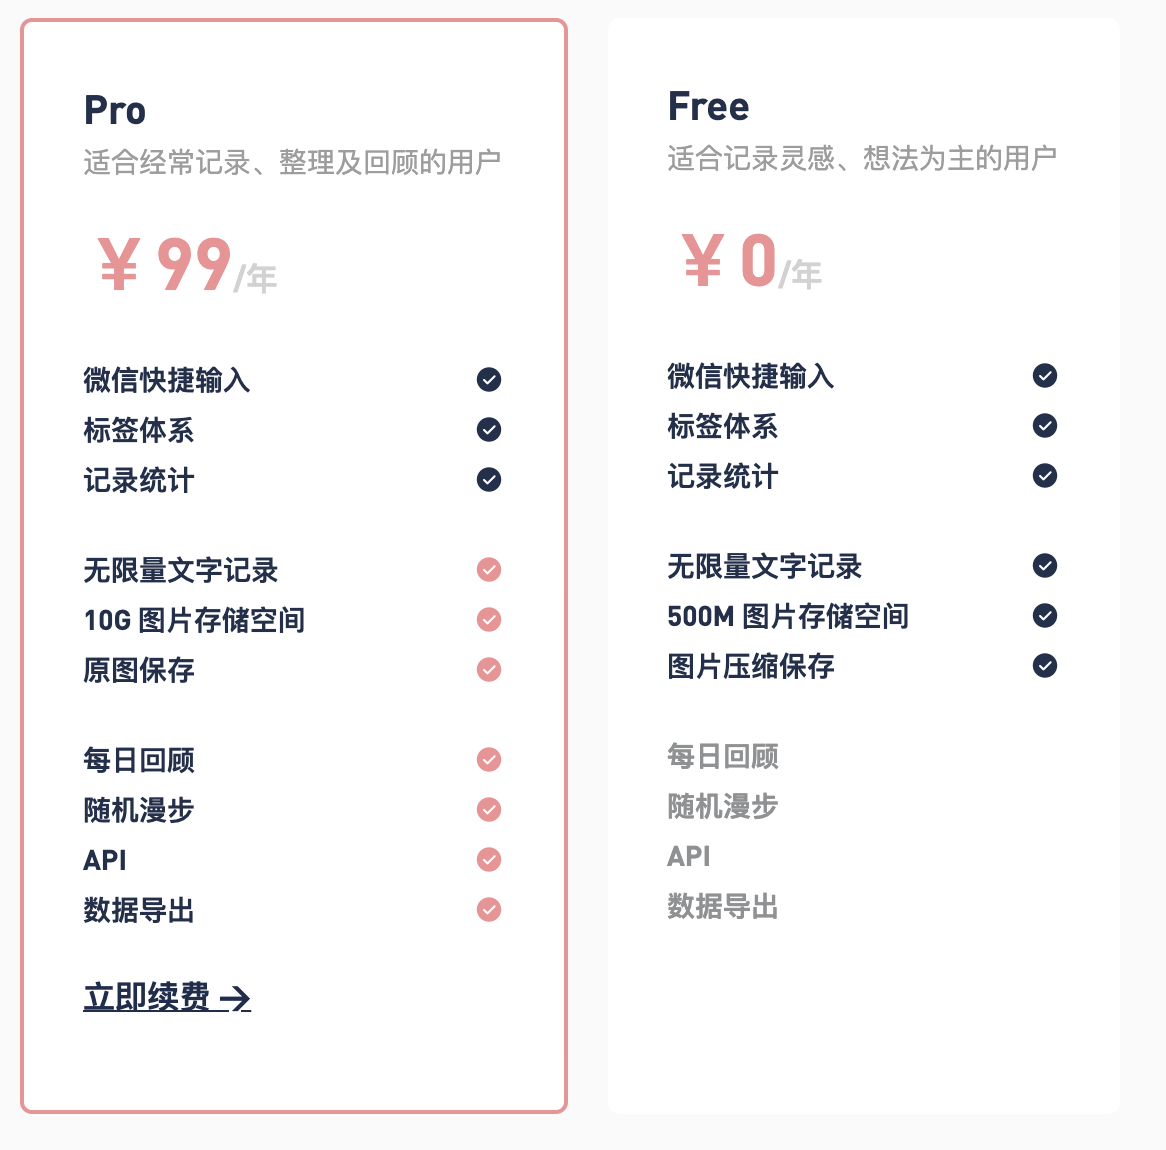 Pro
适合经常记录、整理及回顾的用户
￥99/年
微信快捷输入
标签体系
记录统计
无限量文字记录
10G 图片存储空间
原图保存
每日回顾
随机漫步
API
数据导出
立即续费 →
Free
适合记录灵感、想法为主的用户
￥0/年
微信快捷输入
标签体系
记录统计
无限量文字记录
500M 图片存储空间
图片压缩保存
每日回顾
随机漫步
API
数据导出